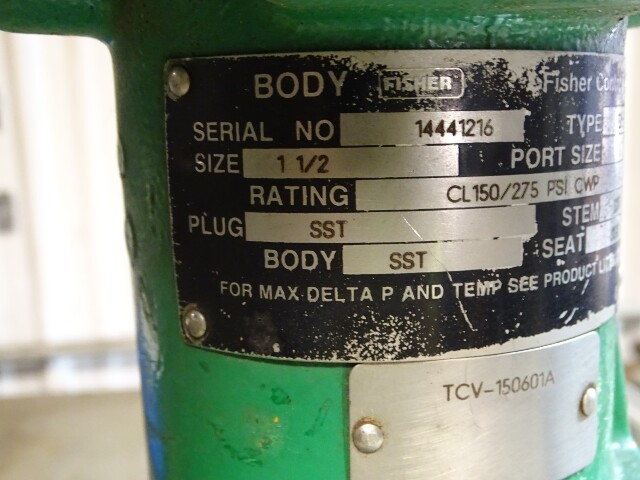 BODY FISHER Fisher
SERIAL NO 14441216 TYPE
SIZE 1 1/2 PORT SIZE
RATING CL150/275 PSI CWP
PLUG SST STEM
BODY SST SEAT
FOR MAX DELTA P AND TEMP SEE PRODUCT
TCV-150601A